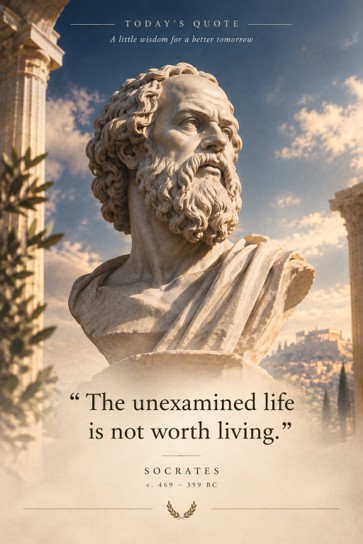 TODAY'S QUOTE
A little wisdom for a better tomorrow
“ The unexamined life
is not worth living.”
SOCRATES
c. 469 – 399 BC